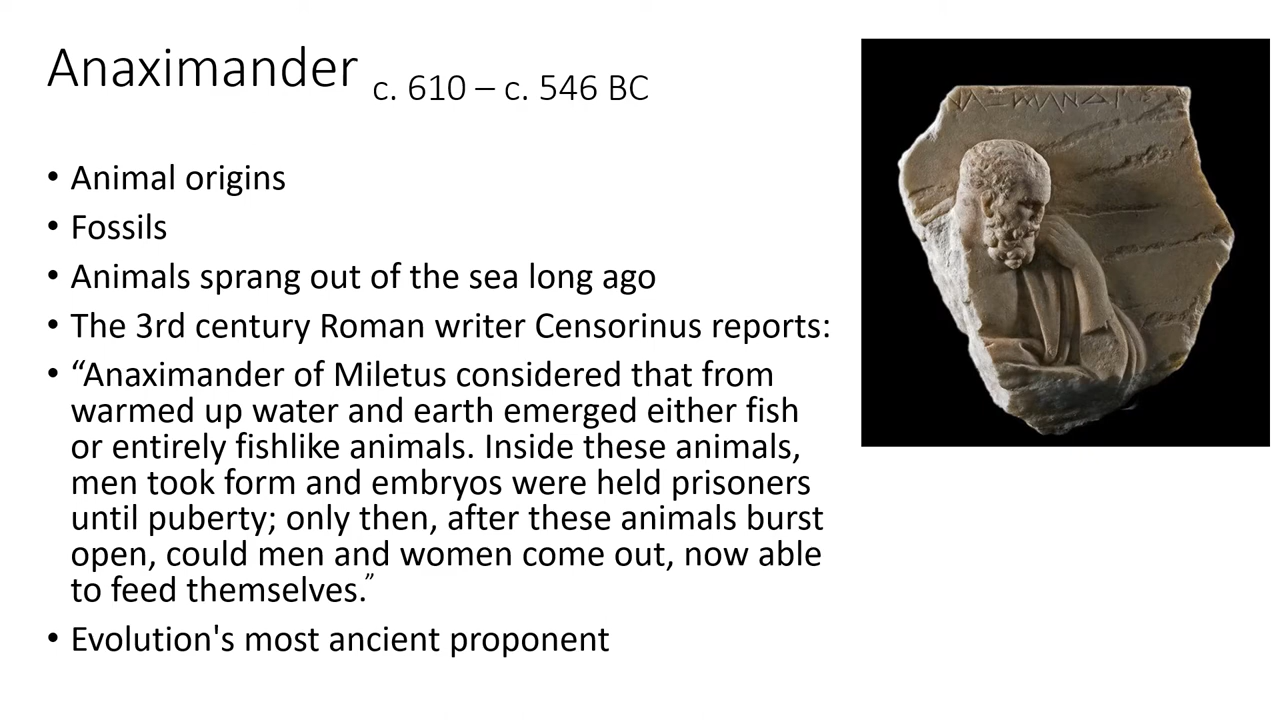 Anaximander c. 610 – c. 546 BC
• Animal origins
• Fossils
• Animals sprang out of the sea long ago
• The 3rd century Roman writer Censorinus reports:
• “Anaximander of Miletus considered that from
warmed up water and earth emerged either fish
or entirely fishlike animals. Inside these animals,
men took form and embryos were held prisoners
until puberty; only then, after these animals burst
open, could men and women come out, now able
to feed themselves.”
• Evolution's most ancient proponent